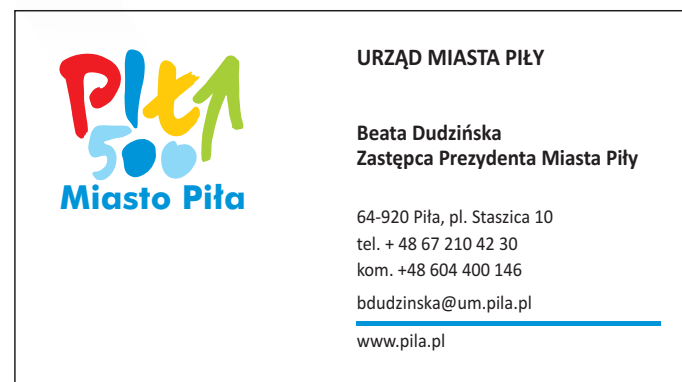 PIŁA
500
Miasto Piła
URZĄD MIASTA PIŁY
Beata Dudzińska
Zastępca Prezydenta Miasta Piły
64-920 Piła, pl. Staszica 10
tel. + 48 67 210 42 30
kom. +48 604 400 146
bdudzinska@um.pila.pl
www.pila.pl